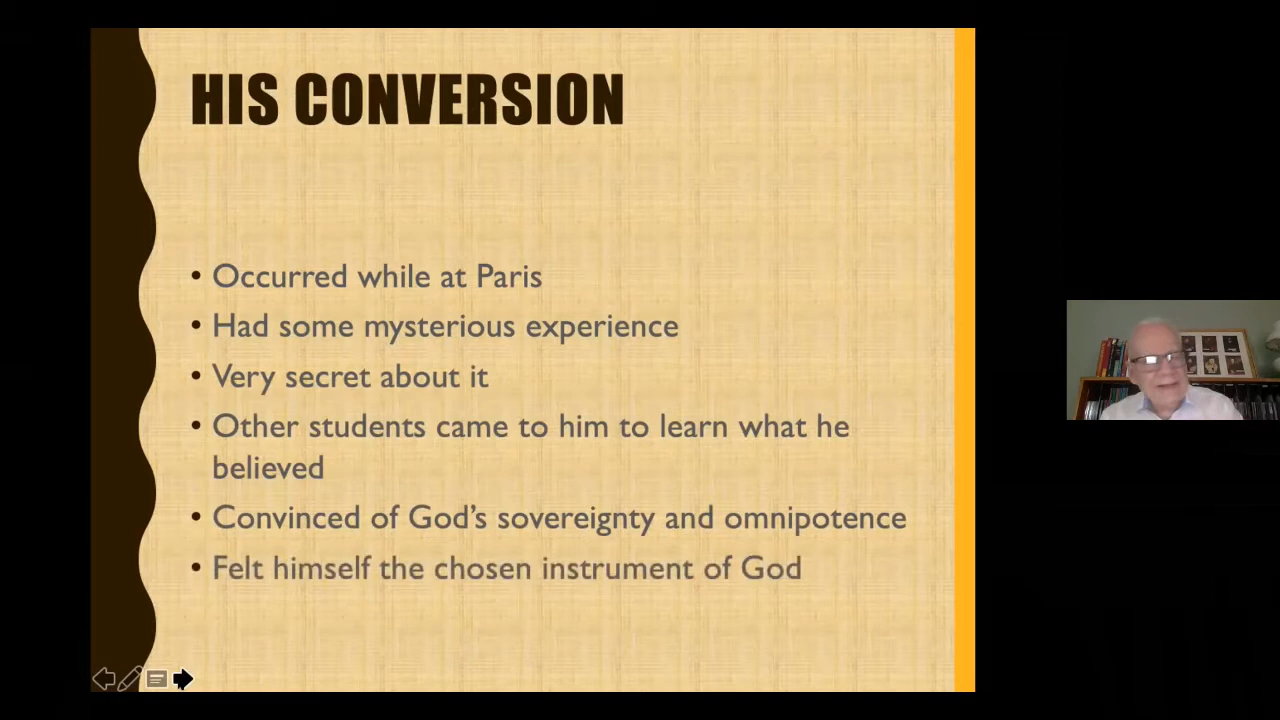 HIS CONVERSION
• Occurred while at Paris
• Had some mysterious experience
• Very secret about it
• Other students came to him to learn what he
believed
• Convinced of God's sovereignty and omnipotence
• Felt himself the chosen instrument of God